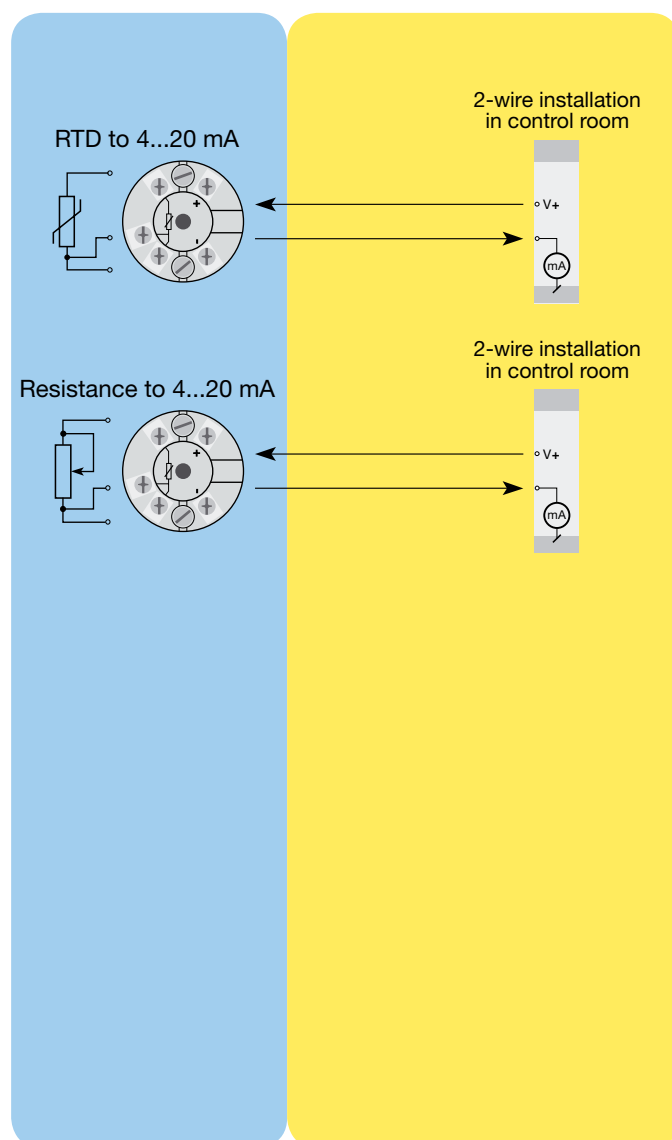 2-wire installation
in control room
RTD to 4...20 mA
+
V+
-
mA
2-wire installation
in control room
Resistance to 4...20 mA
+
V+
-
mA